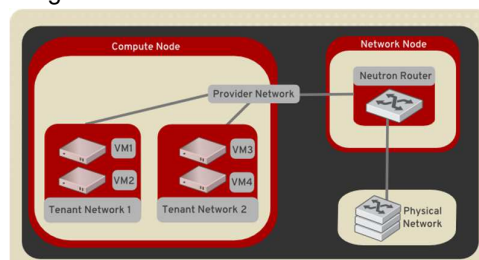 Compute Node
Network Node
Neutron Router
Provider Network
VM1
VM3
VM2
VM4
Tenant Network 1
Tenant Network 2
Physical
Network